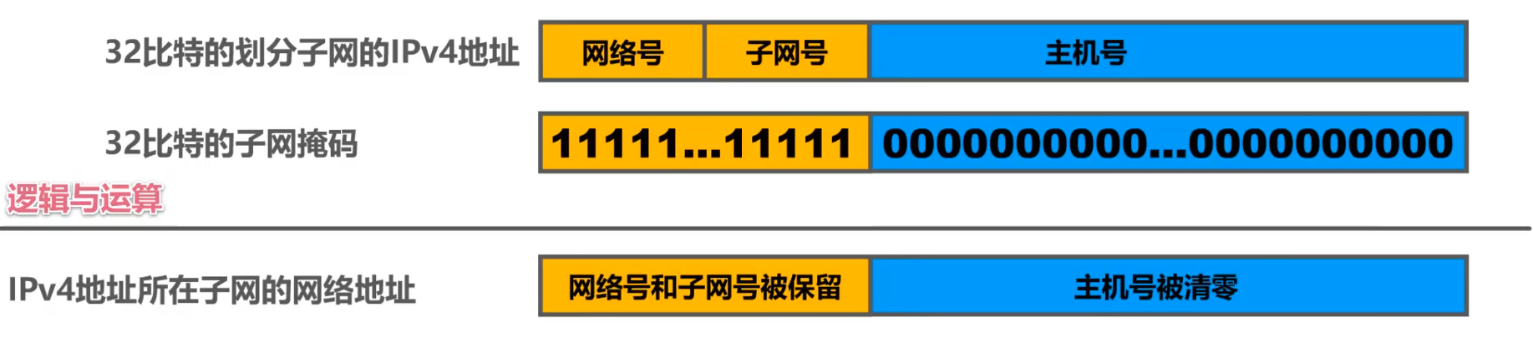 32比特的划分子网的IPv4地址 网络号 子网号 主机号
32比特的子网掩码 11111...11111 0000000000...0000000000
逻辑与运算
IPv4地址所在子网的网络地址 网络号和子网号被保留 主机号被清零